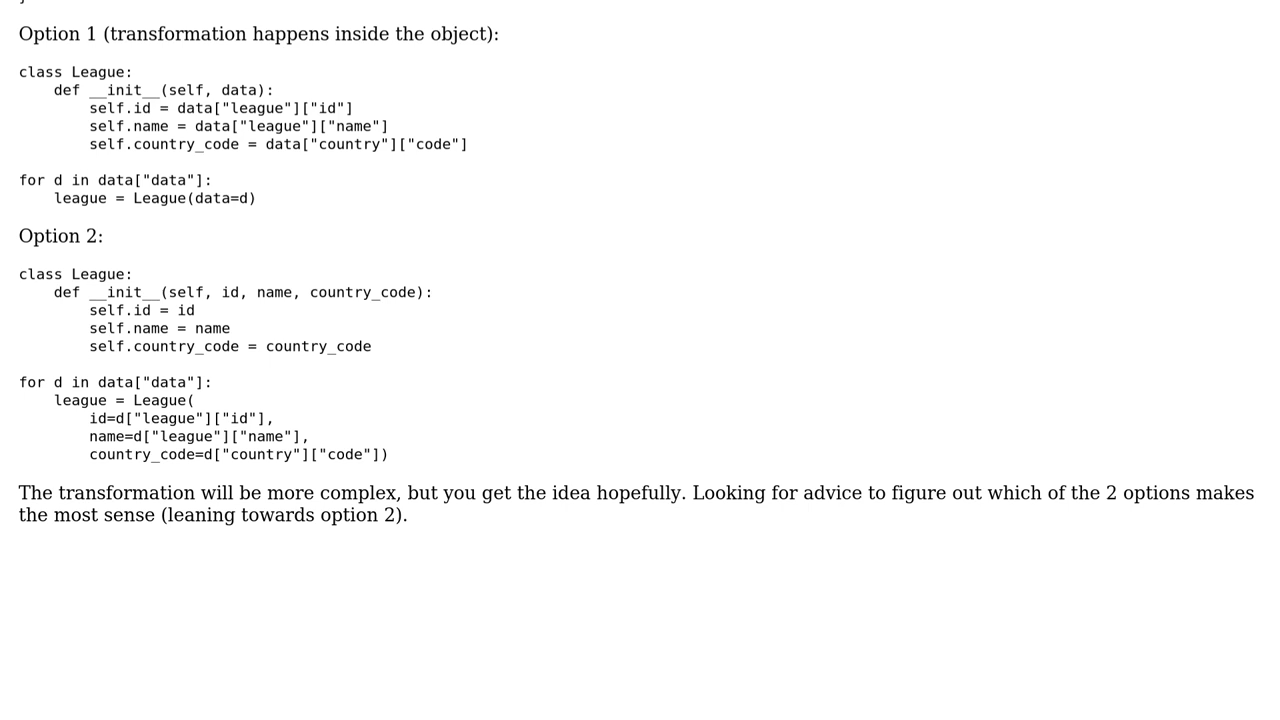 Option 1 (transformation happens inside the object):
class League:
    def __init__(self, data):
        self.id = data["league"]["id"]
        self.name = data["league"]["name"]
        self.country_code = data["country"]["code"]
for d in data["data"]:
    league = League(data=d)
Option 2:
class League:
    def __init__(self, id, name, country_code):
        self.id = id
        self.name = name
        self.country_code = country_code
for d in data["data"]:
    league = League(
        id=d["league"]["id"],
        name=d["league"]["name"],
        country_code=d["country"]["code"])
The transformation will be more complex, but you get the idea hopefully. Looking for advice to figure out which of the 2 options makes
the most sense (leaning towards option 2).